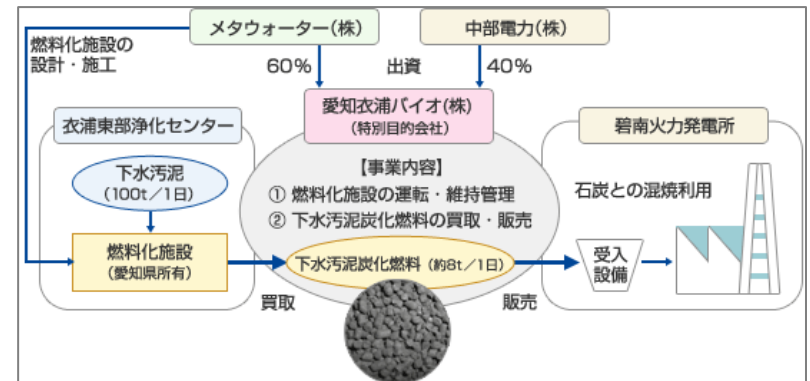 メタウォーター(株)
中部電力(株)
燃料化施設の
設計・施工
60%
出資
40%
愛知衣浦バイオ(株)
(特別目的会社)
衣浦東部浄化センター
碧南火力発電所
下水汚泥
(100t/1日)
【事業内容】
① 燃料化施設の運転・維持管理
② 下水汚泥炭化燃料の買取・販売
石炭との混焼利用
燃料化施設
(愛知県所有)
下水汚泥炭化燃料(約8t/1日)
受入
設備
買取
販売